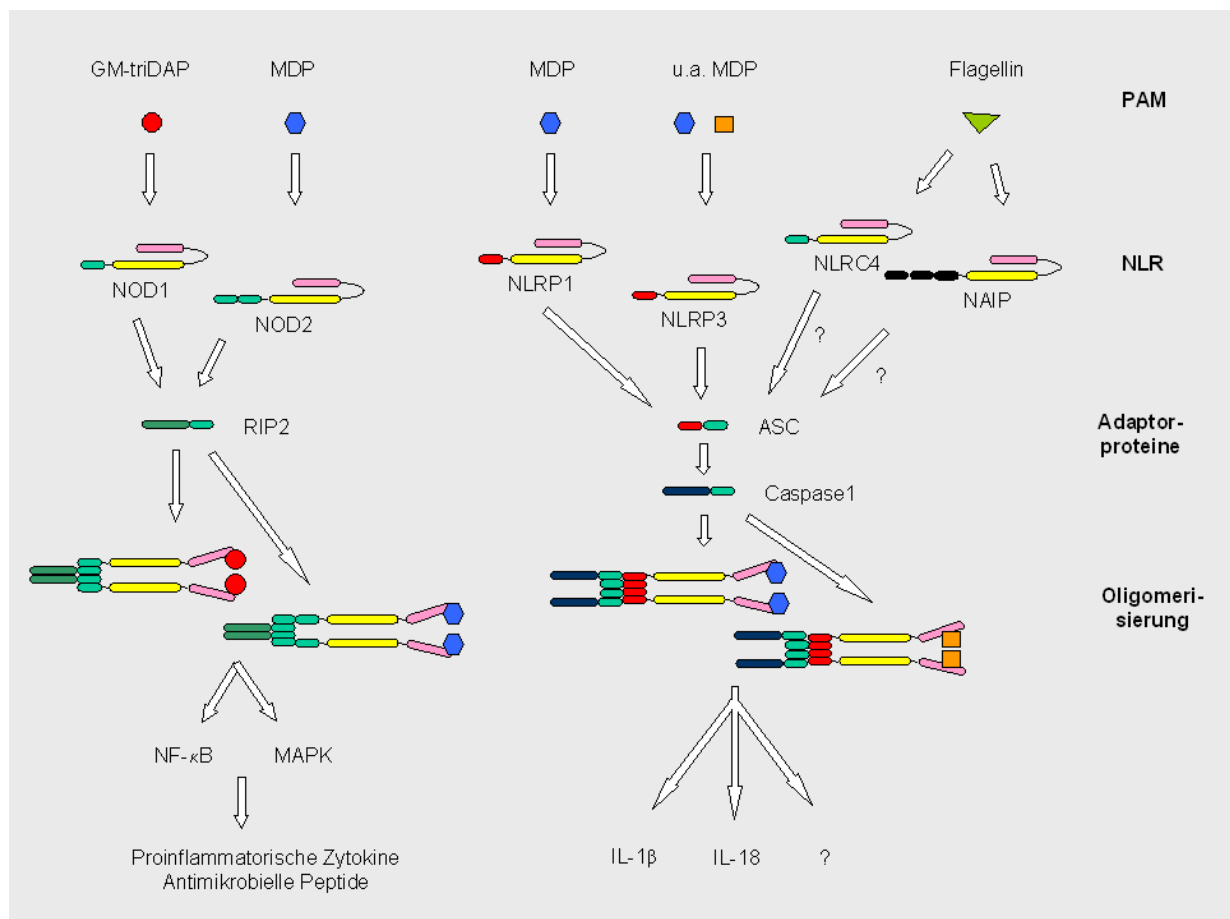 GM-triDAP
MDP
MDP
u.a. MDP
Flagellin
PAM
NOD1
NOD2
NLRP1
NLRP3
NLRC4
NAIP
NLR
?
?
RIP2
ASC
Adaptor-
proteine
Caspase1
Oligomeri-
sierung
NF-κB
MAPK
Proinflammatorische Zytokine
Antimikrobielle Peptide
IL-1β
IL-18
?